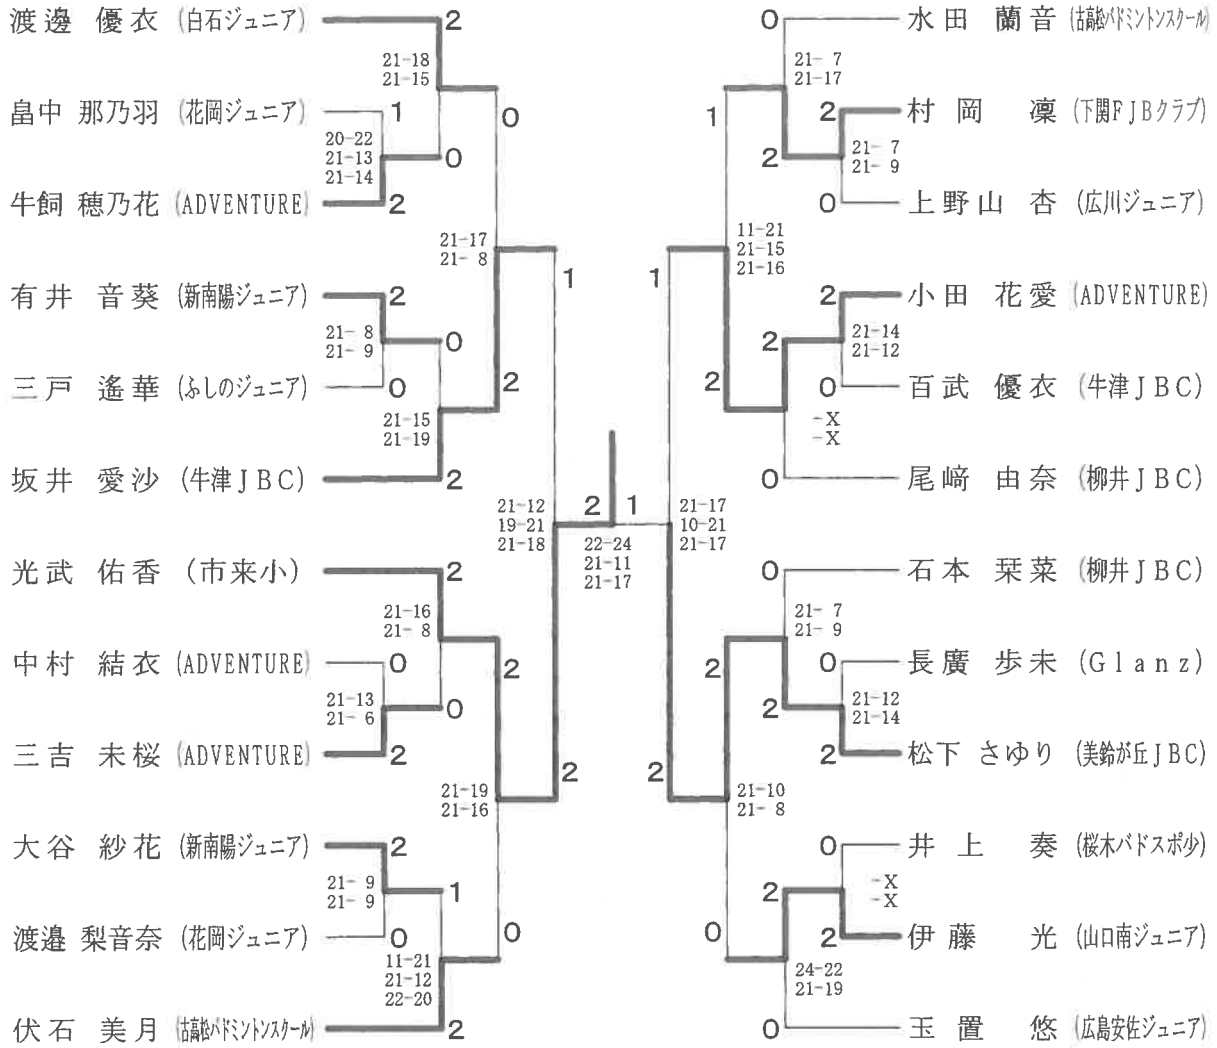 渡邊 優衣 (白石ジュニア) 2
0 水田 蘭音 (古高松バドミントンスクール)
21-18
21-15
21- 7
21-17
畠中 那乃羽 (花岡ジュニア) 1
0
1
2 村岡 凜 (下関FJBクラブ)
20-22
21-13
21-14
0
2
21- 7
21- 9
牛飼 穂乃花 (ADVENTURE) 2
0 上野山 杏 (広川ジュニア)
21-17
21- 8
11-21
21-15
21-16
1
1
有井 音葵 (新南陽ジュニア) 2
2 小田 花愛 (ADVENTURE)
21- 8
21- 9
0
2
21-14
21-12
三戸 遙華 (ふしのジュニア) 0
2
2
0 百武 優衣 (牛津JBC)
21-15
21-19
-X
-X
坂井 愛沙 (牛津JBC) 2
0 尾﨑 由奈 (柳井JBC)
21-12
19-21
21-18
2 1
22-24
21-11
21-17
21-17
10-21
21-17
光武 佑香 (市来小) 2
0 石本 栞菜 (柳井JBC)
21-16
21- 8
21- 7
21- 9
中村 結衣 (ADVENTURE) 0
2
2
0 長廣 歩未 (Glanz)
21-13
21- 6
0
2
21-12
21-14
三吉 未桜 (ADVENTURE) 2
2
2
2 松下 さゆり (美鈴が丘JBC)
21-19
21-16
21-10
21- 8
大谷 紗花 (新南陽ジュニア) 2
0 井上 奏 (桜木バドスポ少)
21- 9
21- 9
1
2
-X
-X
渡邉 梨音奈 (花岡ジュニア) 0
0
0
2 伊藤 光 (山口南ジュニア)
11-21
21-12
22-20
24-22
21-19
伏石 美月 (古高松バドミントンスクール) 2
0 玉置 悠 (広島安佐ジュニア)